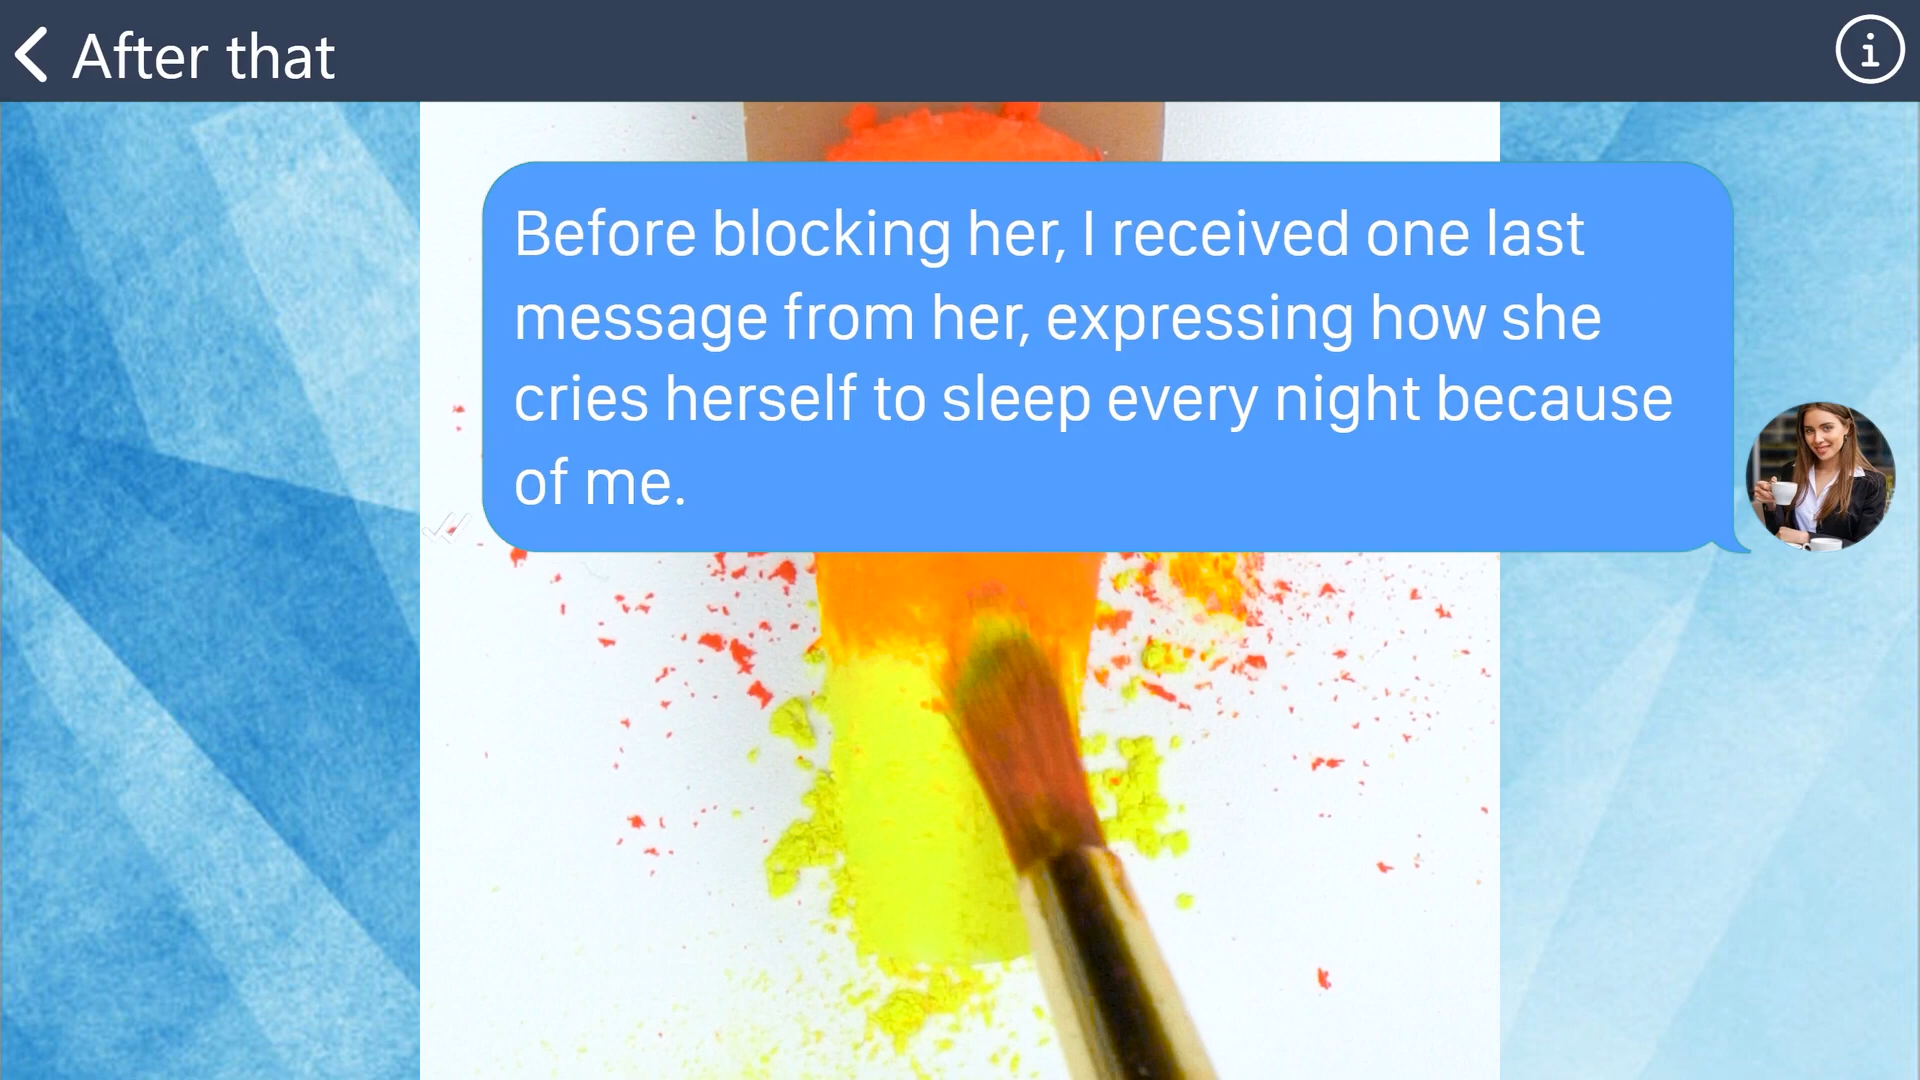 After that
Before blocking her, I received one last
message from her, expressing how she
cries herself to sleep every night because
of me.